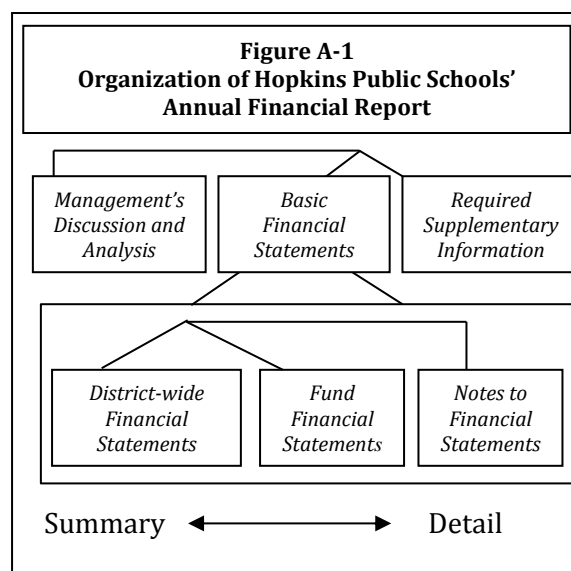 Figure A-1
Organization of Hopkins Public Schools’
Annual Financial Report
Management’s
Discussion and
Analysis
Basic
Financial
Statements
Required
Supplementary
Information
District-wide
Financial
Statements
Fund
Financial
Statements
Notes to
Financial
Statements
Summary
Detail